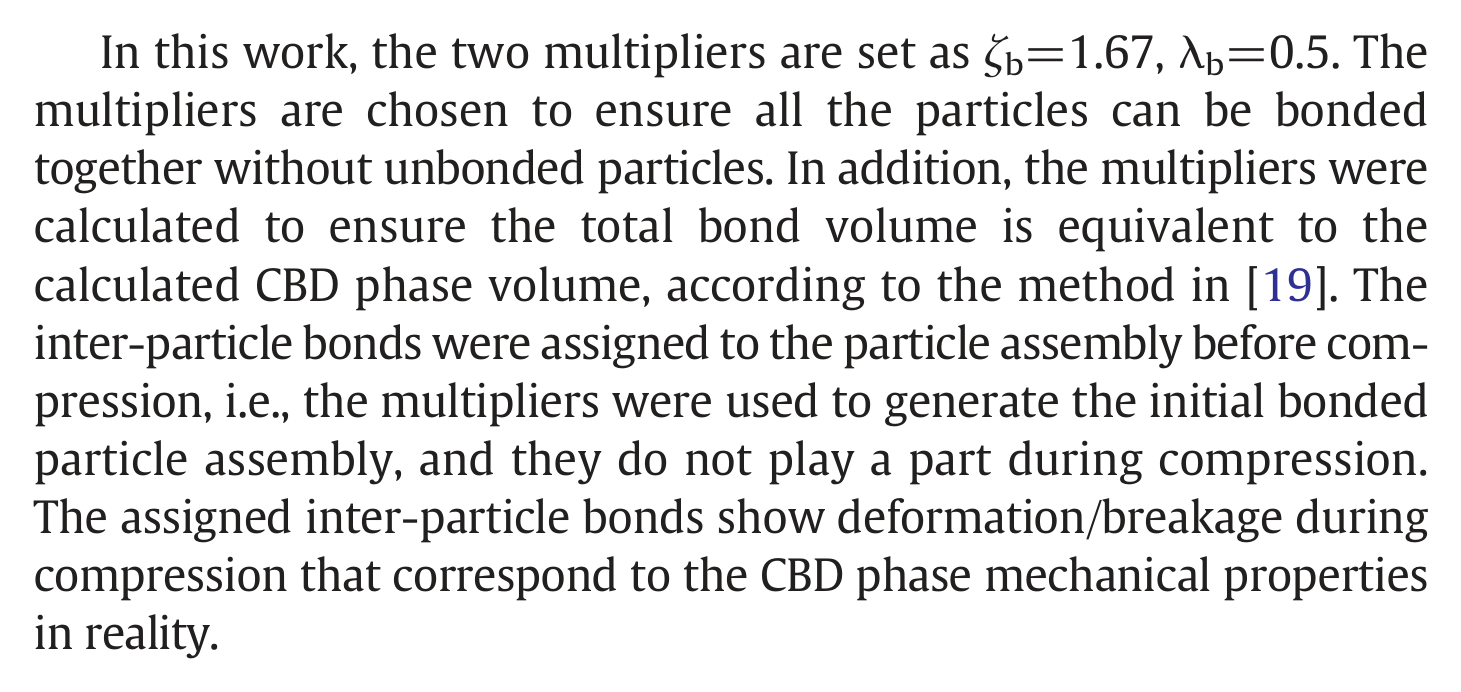 In this work, the two multipliers are set as ζb=1.67, λb=0.5. The
multipliers are chosen to ensure all the particles can be bonded
together without unbonded particles. In addition, the multipliers were
calculated to ensure the total bond volume is equivalent to the
calculated CBD phase volume, according to the method in [19]. The
inter-particle bonds were assigned to the particle assembly before com-
pression, i.e., the multipliers were used to generate the initial bonded
particle assembly, and they do not play a part during compression.
The assigned inter-particle bonds show deformation/breakage during
compression that correspond to the CBD phase mechanical properties
in reality.